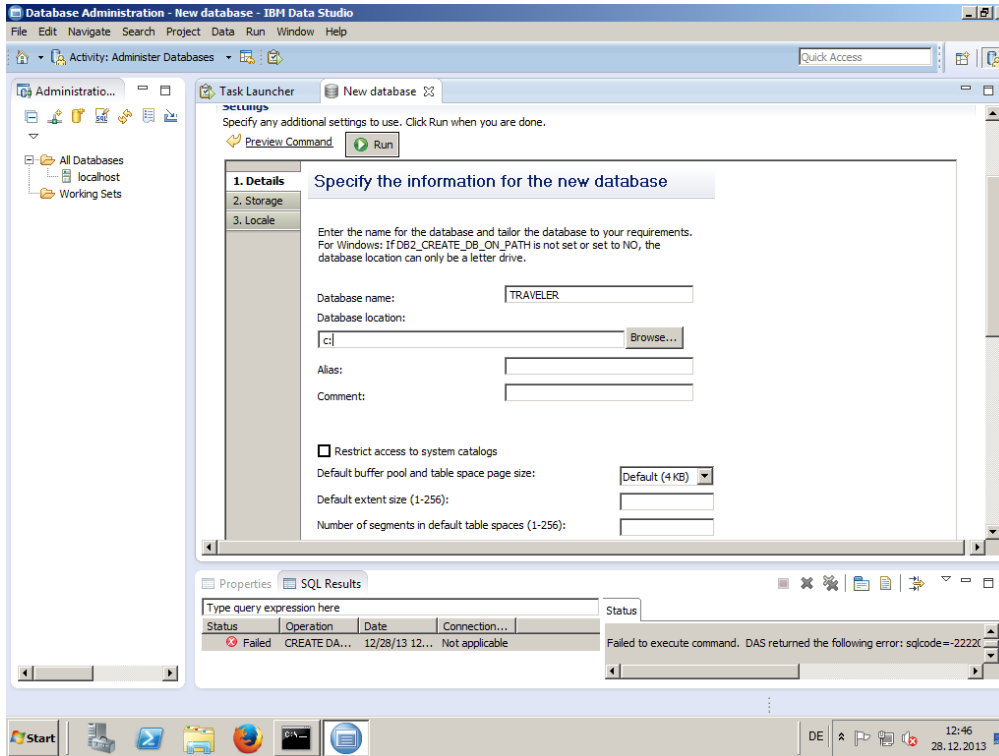 Database Administration - New database - IBM Data Studio
File Edit Navigate Search Project Data Run Window Help
Activity: Administer Databases
Quick Access
Administratio...
Task Launcher
New database
All Databases
localhost
Working Sets
Settings
Specify any additional settings to use. Click Run when you are done.
Preview Command
Run
1. Details
2. Storage
3. Locale
Specify the information for the new database
Enter the name for the database and tailor the database to your requirements.
For Windows: If DB2_CREATE_DB_ON_PATH is not set or set to NO, the
database location can only be a letter drive.
Database name:
TRAVELER
Database location:
c:
Browse...
Alias:
Comment:
Restrict access to system catalogs
Default buffer pool and table space page size:
Default (4 KB)
Default extent size (1-256):
Number of segments in default table spaces (1-256):
Properties
SQL Results
Type query expression here
Status Operation Date Connection...
Failed CREATE DA... 12/28/13 12... Not applicable
Status
Failed to execute command. DAS returned the following error: sqlcode=-2222
Start
DE
12:46
28.12.2013